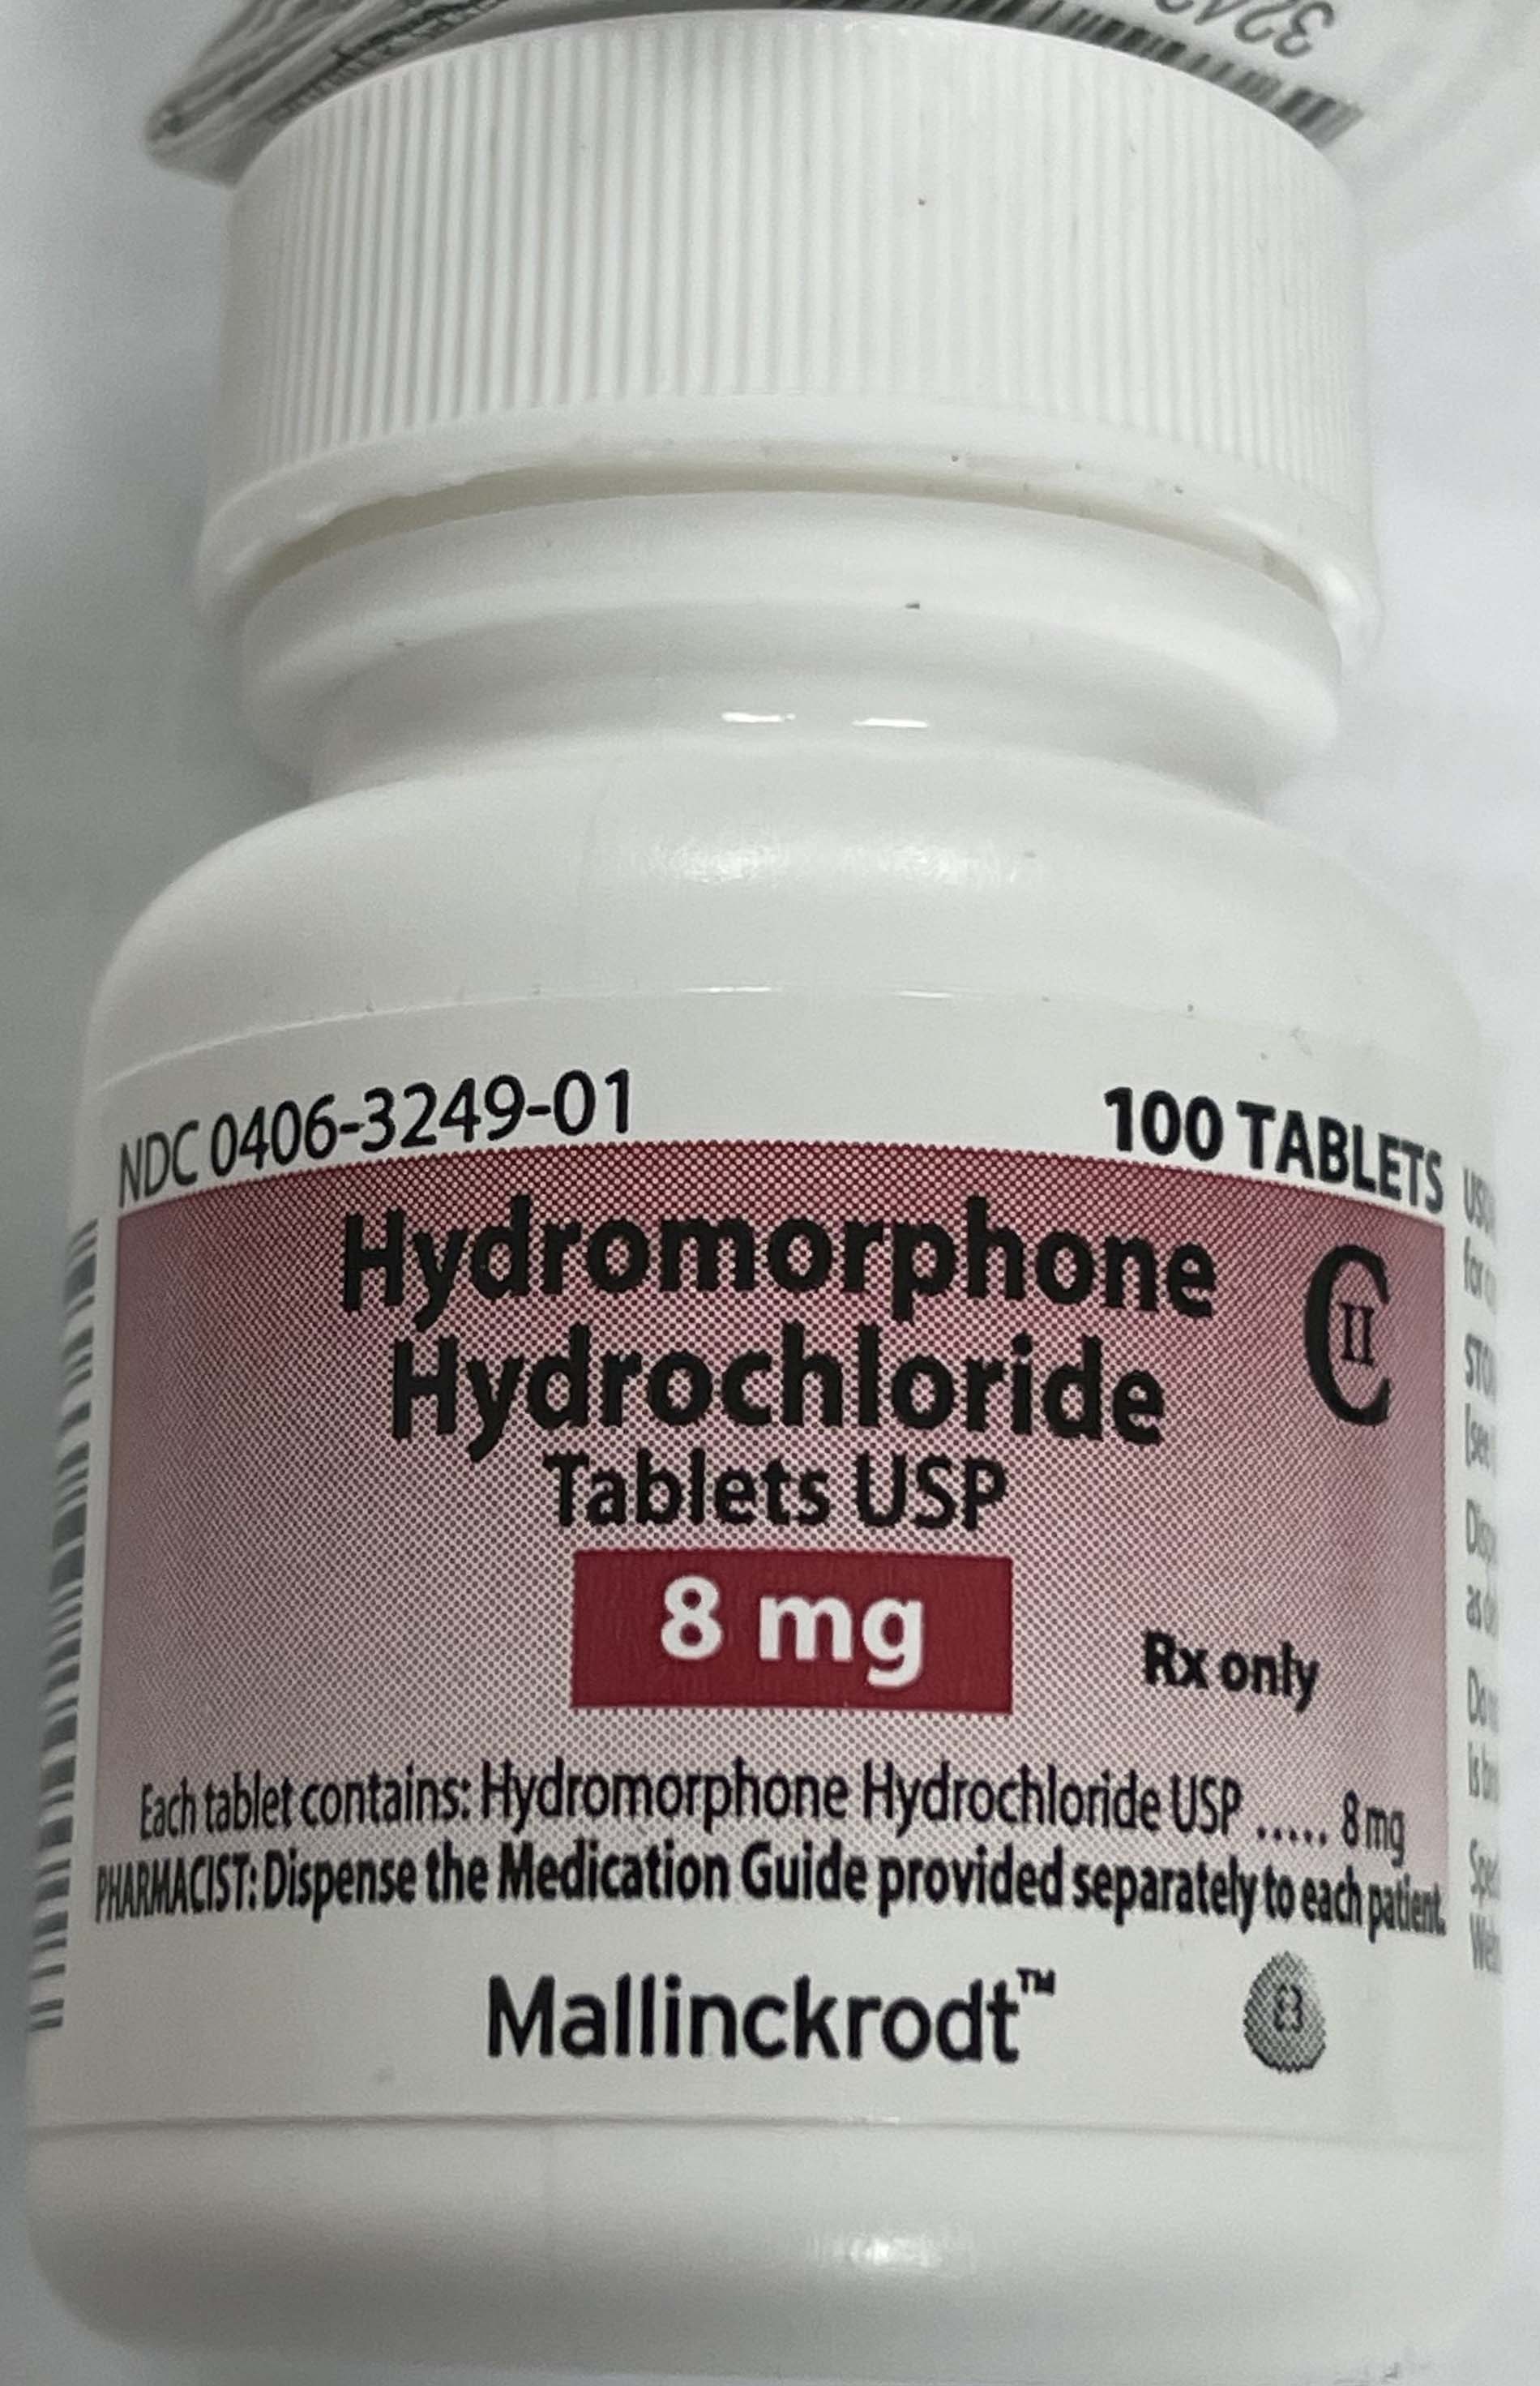 NDC 0406-3249-01
100 TABLETS
Hydromorphone
Hydrochloride
CII
Tablets USP
8 mg
Rx only
Each tablet contains: Hydromorphone Hydrochloride USP ..... 8 mg
PHARMACIST: Dispense the Medication Guide provided separately to each patient.
Mallinckrodt™